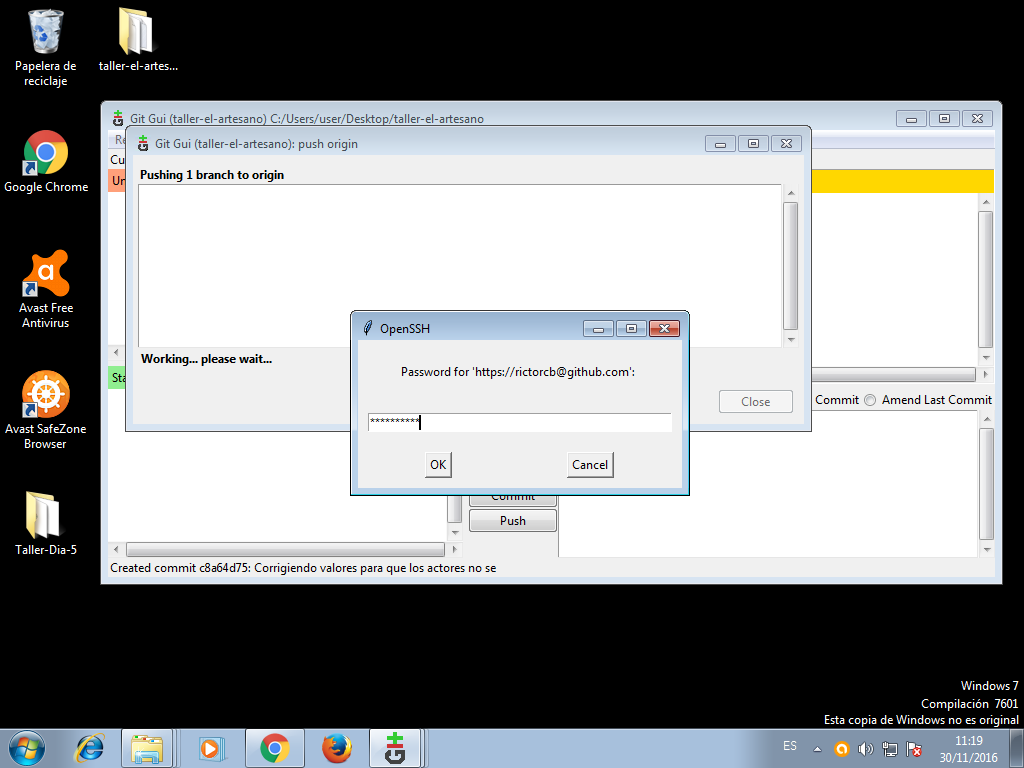 Papelera de
reciclaje
taller-el-artes...
Google Chrome
Avast Free
Antivirus
Avast SafeZone
Browser
Taller-Dia-5
Git Gui (taller-el-artesano) C:/Users/user/Desktop/taller-el-artesano
Re
Cu
Un
Sta
Git Gui (taller-el-artesano): push origin
Pushing 1 branch to origin
Working... please wait...
Close
OpenSSH
Password for 'https://rictorcb@github.com':
**********
OK
Cancel
Commit
Amend Last Commit
Commit
Push
Created commit c8a64d75: Corrigiendo valores para que los actores no se
Windows 7
Compilación 7601
Esta copia de Windows no es original
ES
11:19
30/11/2016